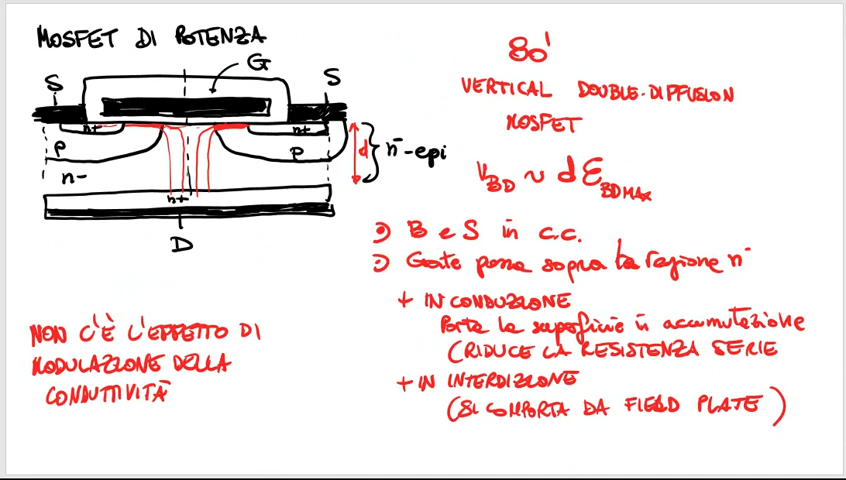 MOSFET DI POTENZA
G
S
S
n+
n+
P
P
d
n⁻-epi
n-
n+
D
80'
VERTICAL DOUBLE-DIFFUSION
MOSFET
V_BD ~ d ℰ_BDMAX
B e S in c.c.
Gate passa sopra la regione n⁻
+ IN CONDUZIONE
Porta la superficie in accumulazione
(RIDUCE LA RESISTENZA SERIE
+ IN INTERDIZIONE
(SI COMPORTA DA FIELD PLATE)
NON C'È L'EFFETTO DI
MODULAZIONE DELLA
CONDUTTIVITÀ